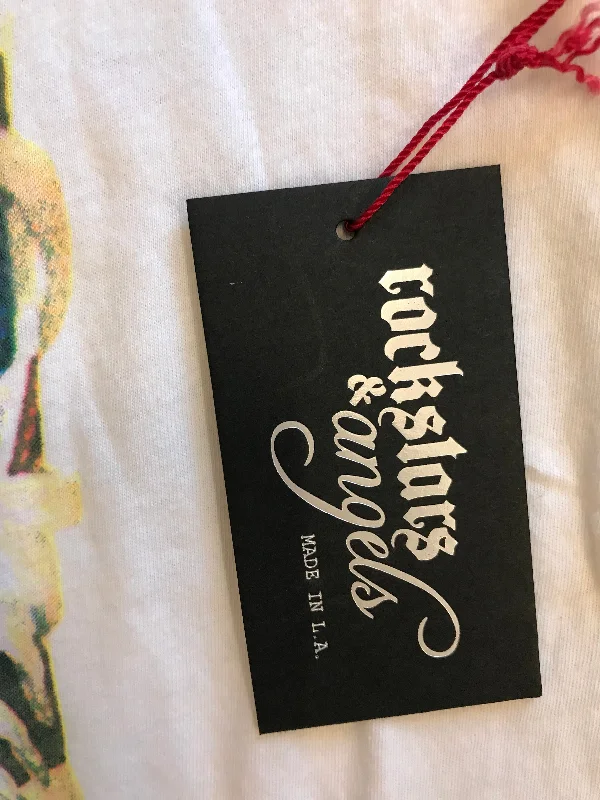 rockstars
& angels
MADE IN L.A.